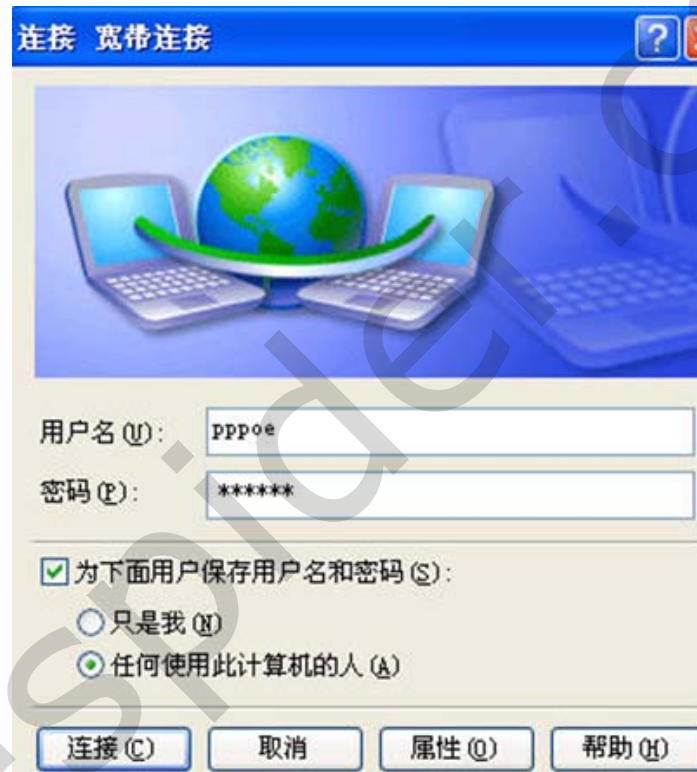 连接 宽带连接
用户名(U): pppoe
密码(P): ******
为下面用户保存用户名和密码(S):
只是我(N)
任何使用此计算机的人(A)
连接(C) 取消 属性(O) 帮助(H)